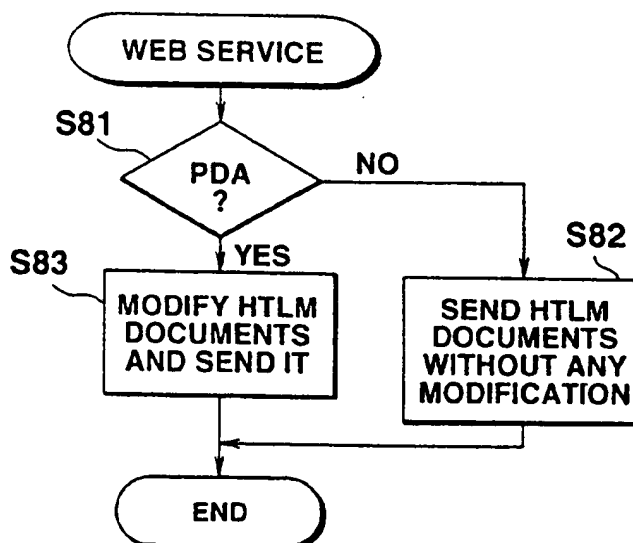 WEB SERVICE
S81
PDA
?
NO
YES
S83
MODIFY HTLM
DOCUMENTS
AND SEND IT
S82
SEND HTLM
DOCUMENTS
WITHOUT ANY
MODIFICATION
END